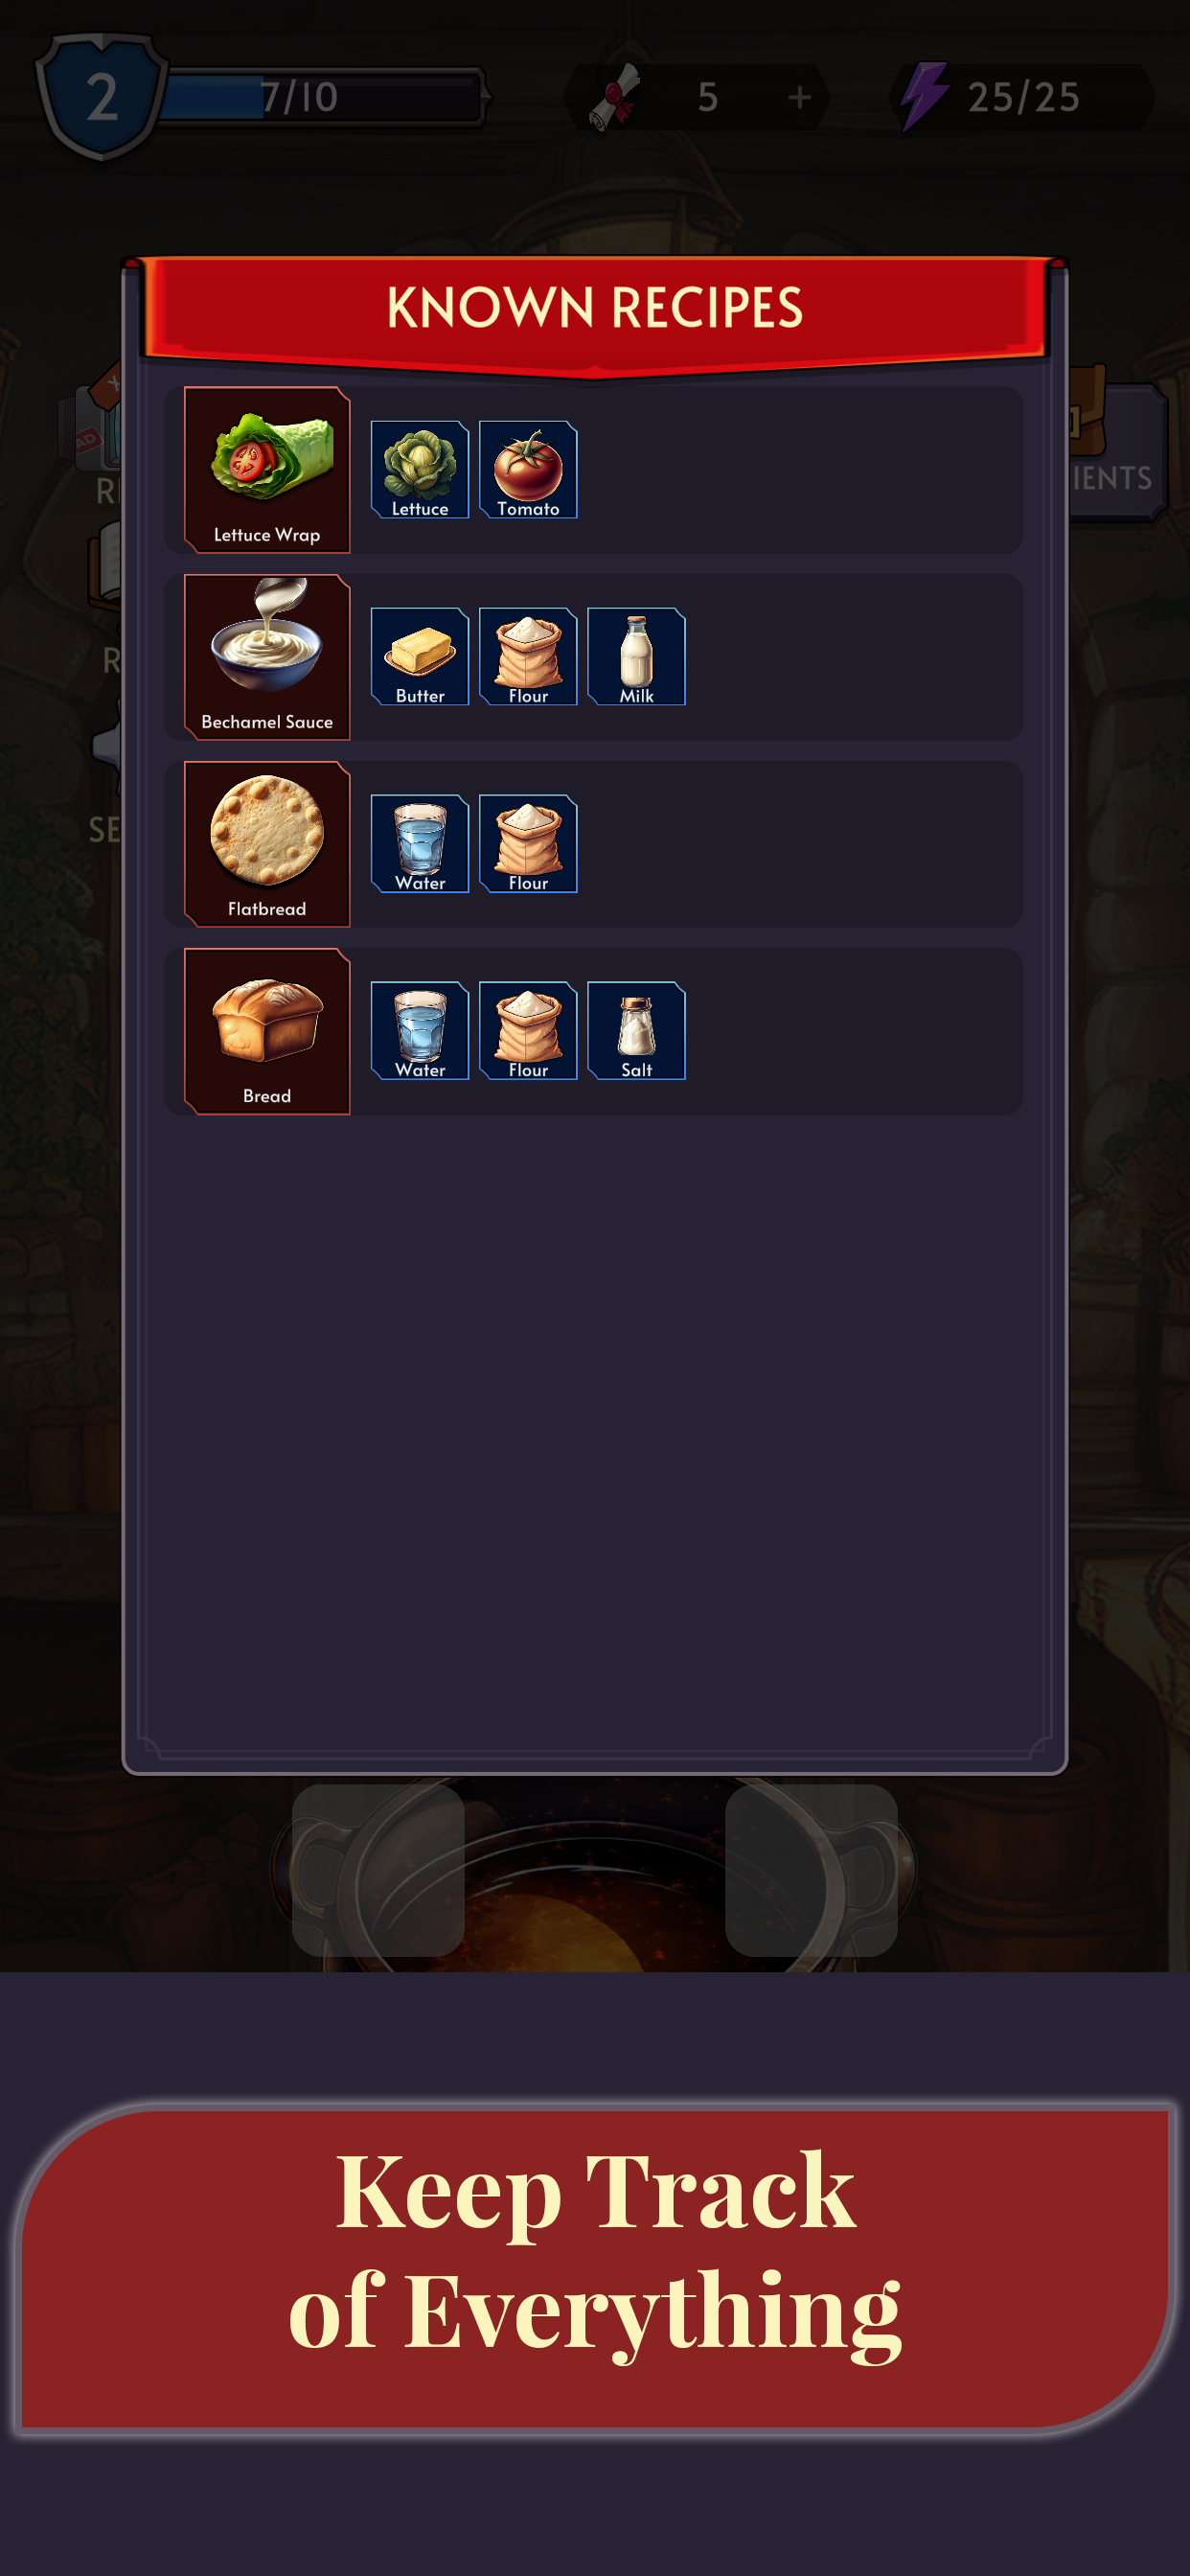 2
7/10
5
+
25/25
KNOWN RECIPES
Lettuce Wrap
Lettuce
Tomato
AD
IENTS
Bechamel Sauce
Butter
Flour
Milk
Flatbread
Water
Flour
SE
Bread
Water
Flour
Salt
Keep Track
of Everything